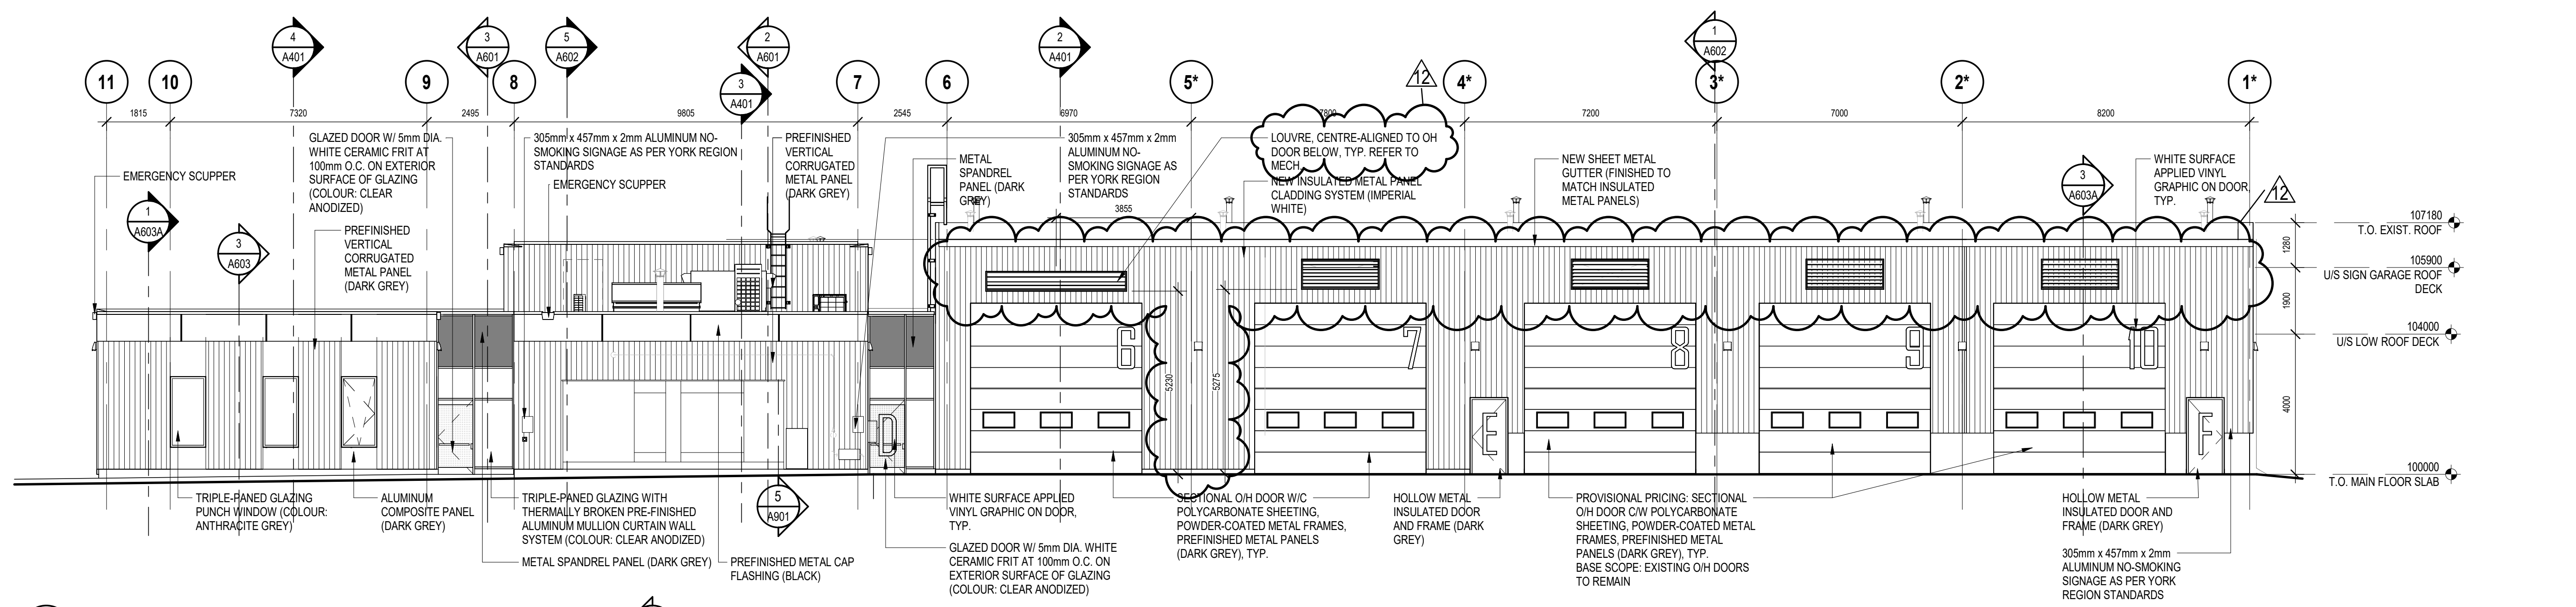 4
A401
3
A601
5
A602
2
A601
3
A401
2
A401
1
A602
11
10
9
8
7
6
5*
12
4*
3*
2*
1*
1815
7320
2495
9805
2545
6970
7800
7200
7000
8200
EMERGENCY SCUPPER
GLAZED DOOR W/ 5mm DIA.
WHITE CERAMIC FRIT AT
100mm O.C. ON EXTERIOR
SURFACE OF GLAZING
(COLOUR: CLEAR
ANODIZED)
PREFINISHED
VERTICAL
CORRUGATED
METAL PANEL
(DARK GREY)
305mm x 457mm x 2mm ALUMINUM NO-
SMOKING SIGNAGE AS PER YORK REGION
STANDARDS
EMERGENCY SCUPPER
PREFINISHED
VERTICAL
CORRUGATED
METAL PANEL
(DARK GREY)
METAL
SPANDREL
PANEL (DARK
GREY)
305mm x 457mm x 2mm
ALUMINUM NO-
SMOKING SIGNAGE AS
PER YORK REGION
STANDARDS
3855
LOUVRE, CENTRE-ALIGNED TO OH
DOOR BELOW, TYP. REFER TO
MECH.
NEW INSULATED METAL PANEL
CLADDING SYSTEM (IMPERIAL
WHITE)
NEW SHEET METAL
GUTTER (FINISHED TO
MATCH INSULATED
METAL PANELS)
3
A603A
WHITE SURFACE
APPLIED VINYL
GRAPHIC ON DOOR,
TYP.
12
1
A603A
3
A603
107180
T.O. EXIST. ROOF
1280
105900
U/S SIGN GARAGE ROOF
DECK
1900
104000
U/S LOW ROOF DECK
4000
100000
T.O. MAIN FLOOR SLAB
6
7
8
9
10
5230
5275
D
E
F
TRIPLE-PANED GLAZING
PUNCH WINDOW (COLOUR:
ANTHRACITE GREY)
ALUMINUM
COMPOSITE PANEL
(DARK GREY)
TRIPLE-PANED GLAZING WITH
THERMALLY BROKEN PRE-FINISHED
ALUMINUM MULLION CURTAIN WALL
SYSTEM (COLOUR: CLEAR ANODIZED)
METAL SPANDREL PANEL (DARK GREY)
5
A901
PREFINISHED METAL CAP
FLASHING (BLACK)
WHITE SURFACE APPLIED
VINYL GRAPHIC ON DOOR,
TYP.
GLAZED DOOR W/ 5mm DIA. WHITE
CERAMIC FRIT AT 100mm O.C. ON
EXTERIOR SURFACE OF GLAZING
(COLOUR: CLEAR ANODIZED)
SECTIONAL O/H DOOR W/C
POLYCARBONATE SHEETING,
POWDER-COATED METAL FRAMES,
PREFINISHED METAL PANELS
(DARK GREY), TYP.
HOLLOW METAL
INSULATED DOOR
AND FRAME (DARK
GREY)
PROVISIONAL PRICING: SECTIONAL
O/H DOOR C/W POLYCARBONATE
SHEETING, POWDER-COATED METAL
FRAMES, PREFINISHED METAL
PANELS (DARK GREY), TYP.
BASE SCOPE: EXISTING O/H DOORS
TO REMAIN
HOLLOW METAL
INSULATED DOOR AND
FRAME (DARK GREY)
305mm x 457mm x 2mm
ALUMINUM NO-SMOKING
SIGNAGE AS PER YORK
REGION STANDARDS